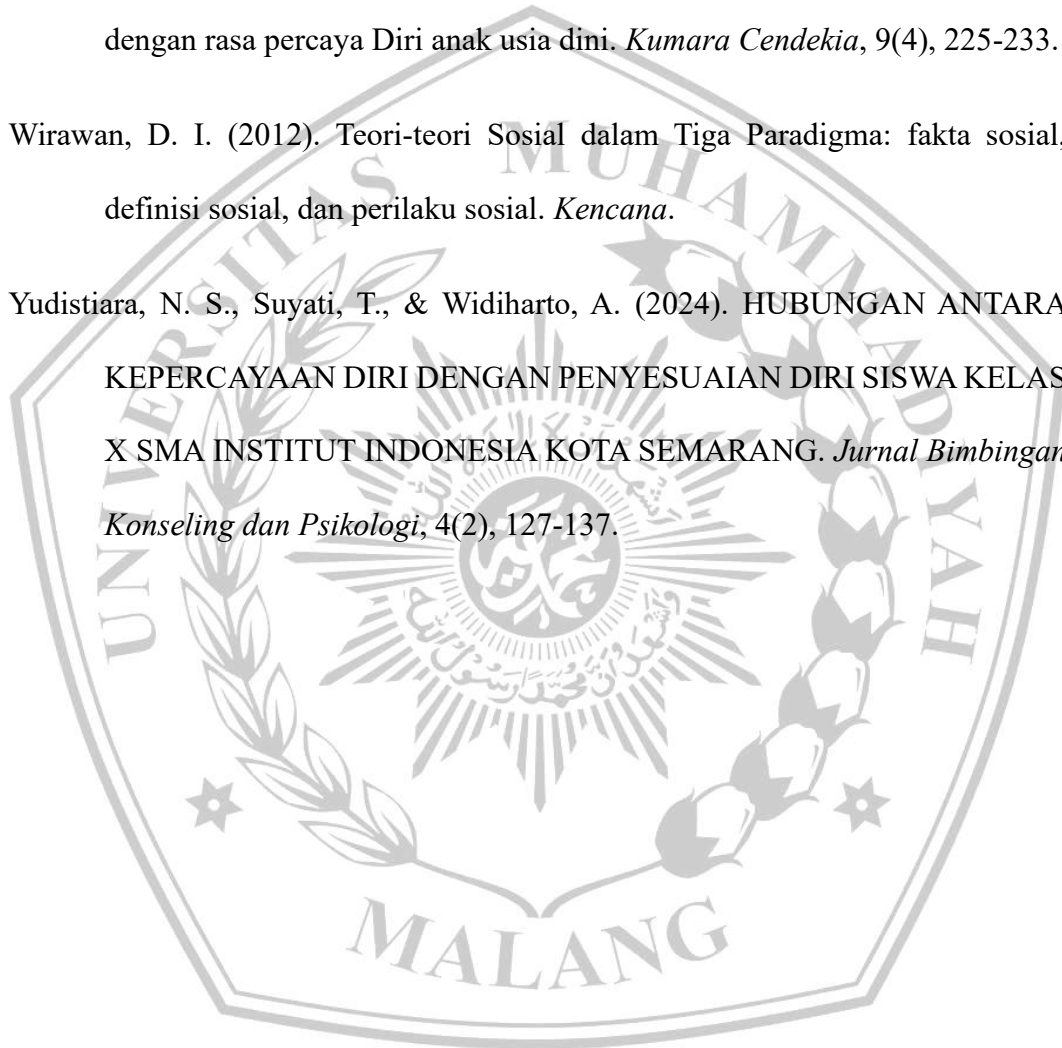 dengan rasa percaya Diri anak usia dini. Kumara Cendekia, 9(4), 225-233.
Wirawan, D. I. (2012). Teori-teori Sosial dalam Tiga Paradigma: fakta sosial,
definisi sosial, dan perilaku sosial. Kencana.
Yudistiara, N. S., Suyati, T., & Widiharto, A. (2024). HUBUNGAN ANTARA
KEPERCAYAAN DIRI DENGAN PENYESUAIAN DIRI SISWA KELAS
X SMA INSTITUT INDONESIA KOTA SEMARANG. Jurnal Bimbingan
Konseling dan Psikologi, 4(2), 127-137.
UNIVERSITAS MUHAMMADIYAH
MALANG